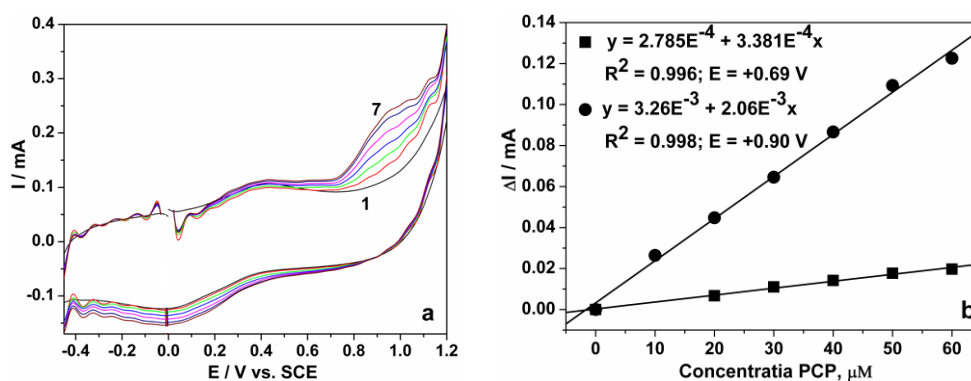 0.4
0.3
0.2
0.1
0.0
-0.1
I / mA
7
1
a
-0.4 -0.2 0.0 0.2 0.4 0.6 0.8 1.0 1.2
E / V vs. SCE
0.14
0.12
0.10
0.08
0.06
0.04
0.02
0.00
ΔI / mA
y = 2.785E⁻⁴ + 3.381E⁻⁴x
R² = 0.996; E = +0.69 V
y = 3.26E⁻³ + 2.06E⁻³x
R² = 0.998; E = +0.90 V
b
0 10 20 30 40 50 60
Concentratia PCP, μM